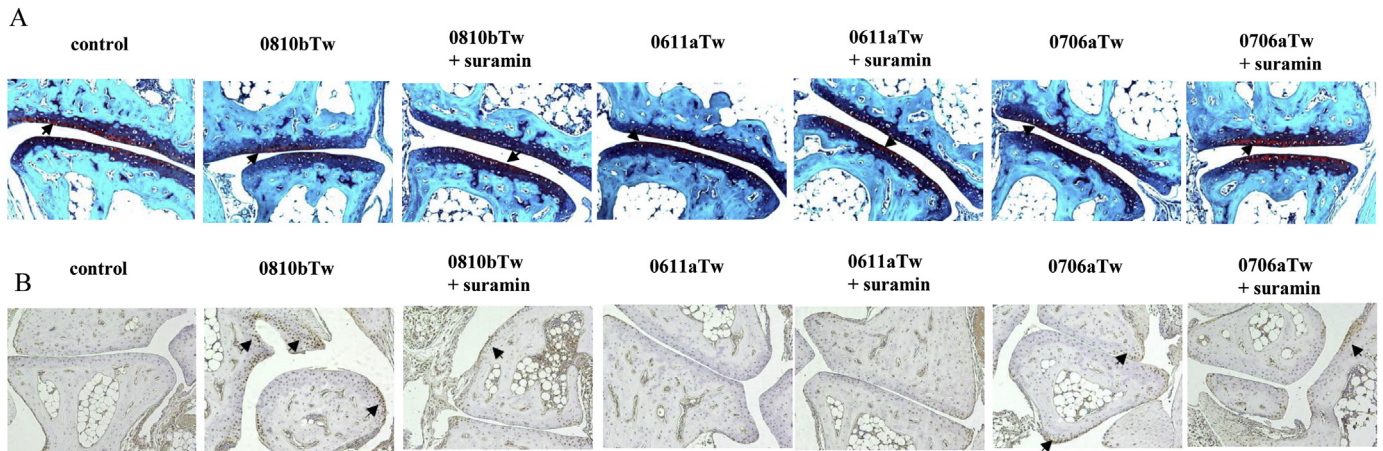 A
control
0810bTw
0810bTw
+ suramin
0611aTw
0611aTw
+ suramin
0706aTw
0706aTw
+ suramin
B
control
0810bTw
0810bTw
+ suramin
0611aTw
0611aTw
+ suramin
0706aTw
0706aTw
+ suramin